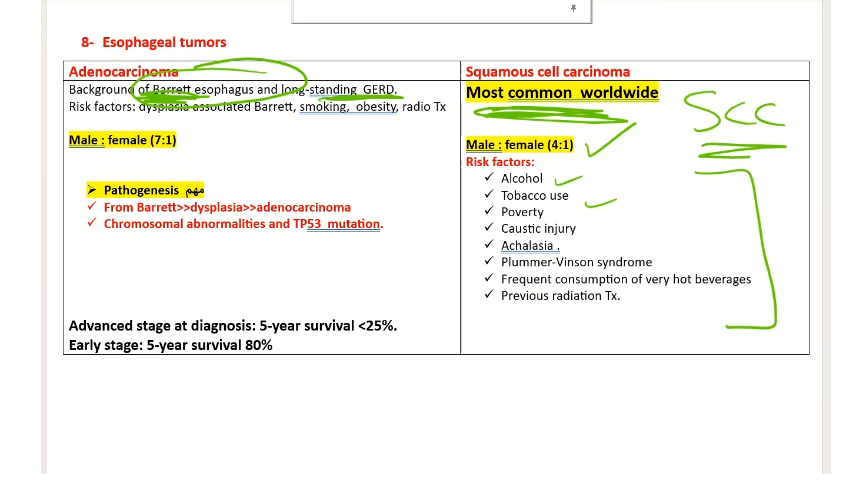 8- Esophageal tumors
Adenocarcinoma
Background of Barrett esophagus and long-standing GERD.
Risk factors: dysplasia-associated Barrett, smoking, obesity, radio Tx
Male : female (7:1)
➤ Pathogenesis مهم
✓ From Barrett>>dysplasia>>adenocarcinoma
✓ Chromosomal abnormalities and TP53 mutation.
Advanced stage at diagnosis: 5-year survival <25%.
Early stage: 5-year survival 80%
Squamous cell carcinoma
Most common worldwide
SCC
Male : female (4:1)
Risk factors:
✓ Alcohol
✓ Tobacco use
✓ Poverty
✓ Caustic injury
✓ Achalasia .
✓ Plummer-Vinson syndrome
✓ Frequent consumption of very hot beverages
✓ Previous radiation Tx.